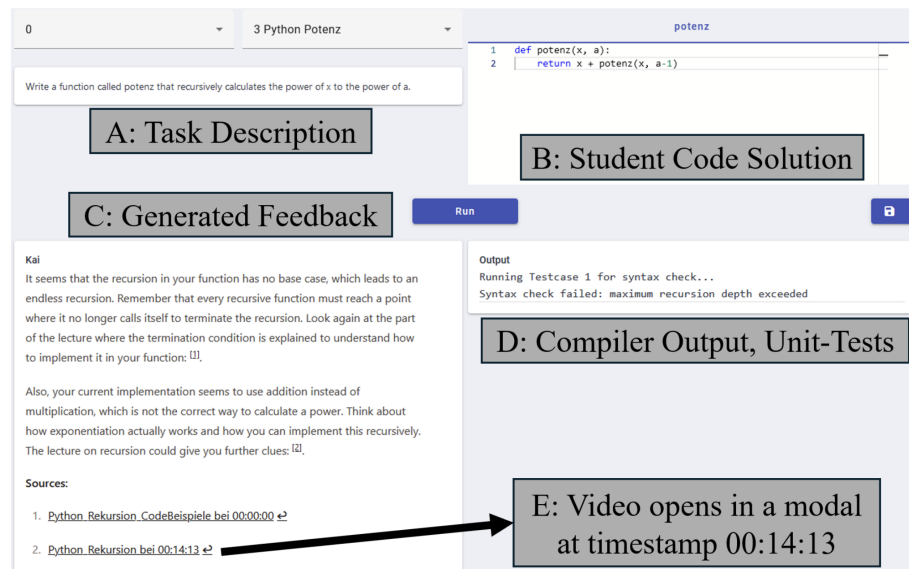 0
3 Python Potenz
potenz
1 def potenz(x, a):
2 return x + potenz(x, a-1)
Write a function called potenz that recursively calculates the power of x to the power of a.
A: Task Description
B: Student Code Solution
C: Generated Feedback
Run
Kai
It seems that the recursion in your function has no base case, which leads to an
endless recursion. Remember that every recursive function must reach a point
where it no longer calls itself to terminate the recursion. Look again at the part
of the lecture where the termination condition is explained to understand how
to implement it in your function: [1].
Also, your current implementation seems to use addition instead of
multiplication, which is not the correct way to calculate a power. Think about
how exponentiation actually works and how you can implement this recursively.
The lecture on recursion could give you further clues: [2].
Sources:
1. Python_Rekursion_CodeBeispiele bei 00:00:00 ↩
2. Python_Rekursion bei 00:14:13 ↩
Output
Running Testcase 1 for syntax check...
Syntax check failed: maximum recursion depth exceeded
D: Compiler Output, Unit-Tests
E: Video opens in a modal
at timestamp 00:14:13